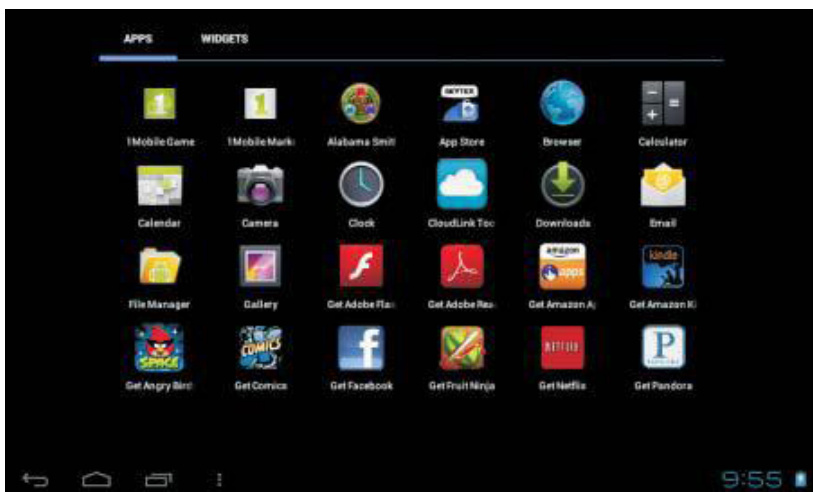 APPS WIDGETS
1Mobile Game 1Mobile Mark Alabama Smit App Store Browser Calculator
Calendar Camera Clock CloudLink Too Downloads Email
File Manager Gallery Get Adobe Flas Get Adobe Rea Get Amazon A Get Amazon Ki
Get Angry Bird Get Comics Get Facebook Get Fruit Ninja Get Netflix Get Pandora
9:55